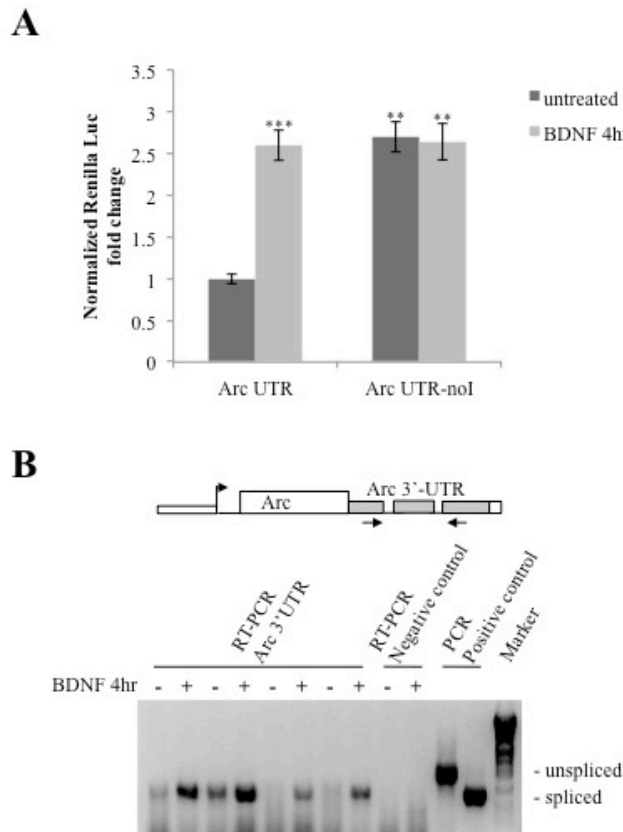 A
3.5
3
2.5
2
1.5
1
0.5
0
Normalized Renilla Luc
fold change
***
**
**
untreated
BDNF 4hr
Arc UTR
Arc UTR-noI
B
Arc
Arc 3'-UTR
RT-PCR
Arc 3'UTR
RT-PCR
Negative control
PCR
Positive control
Marker
BDNF 4hr - + - + - + - + - +
- unspliced
- spliced